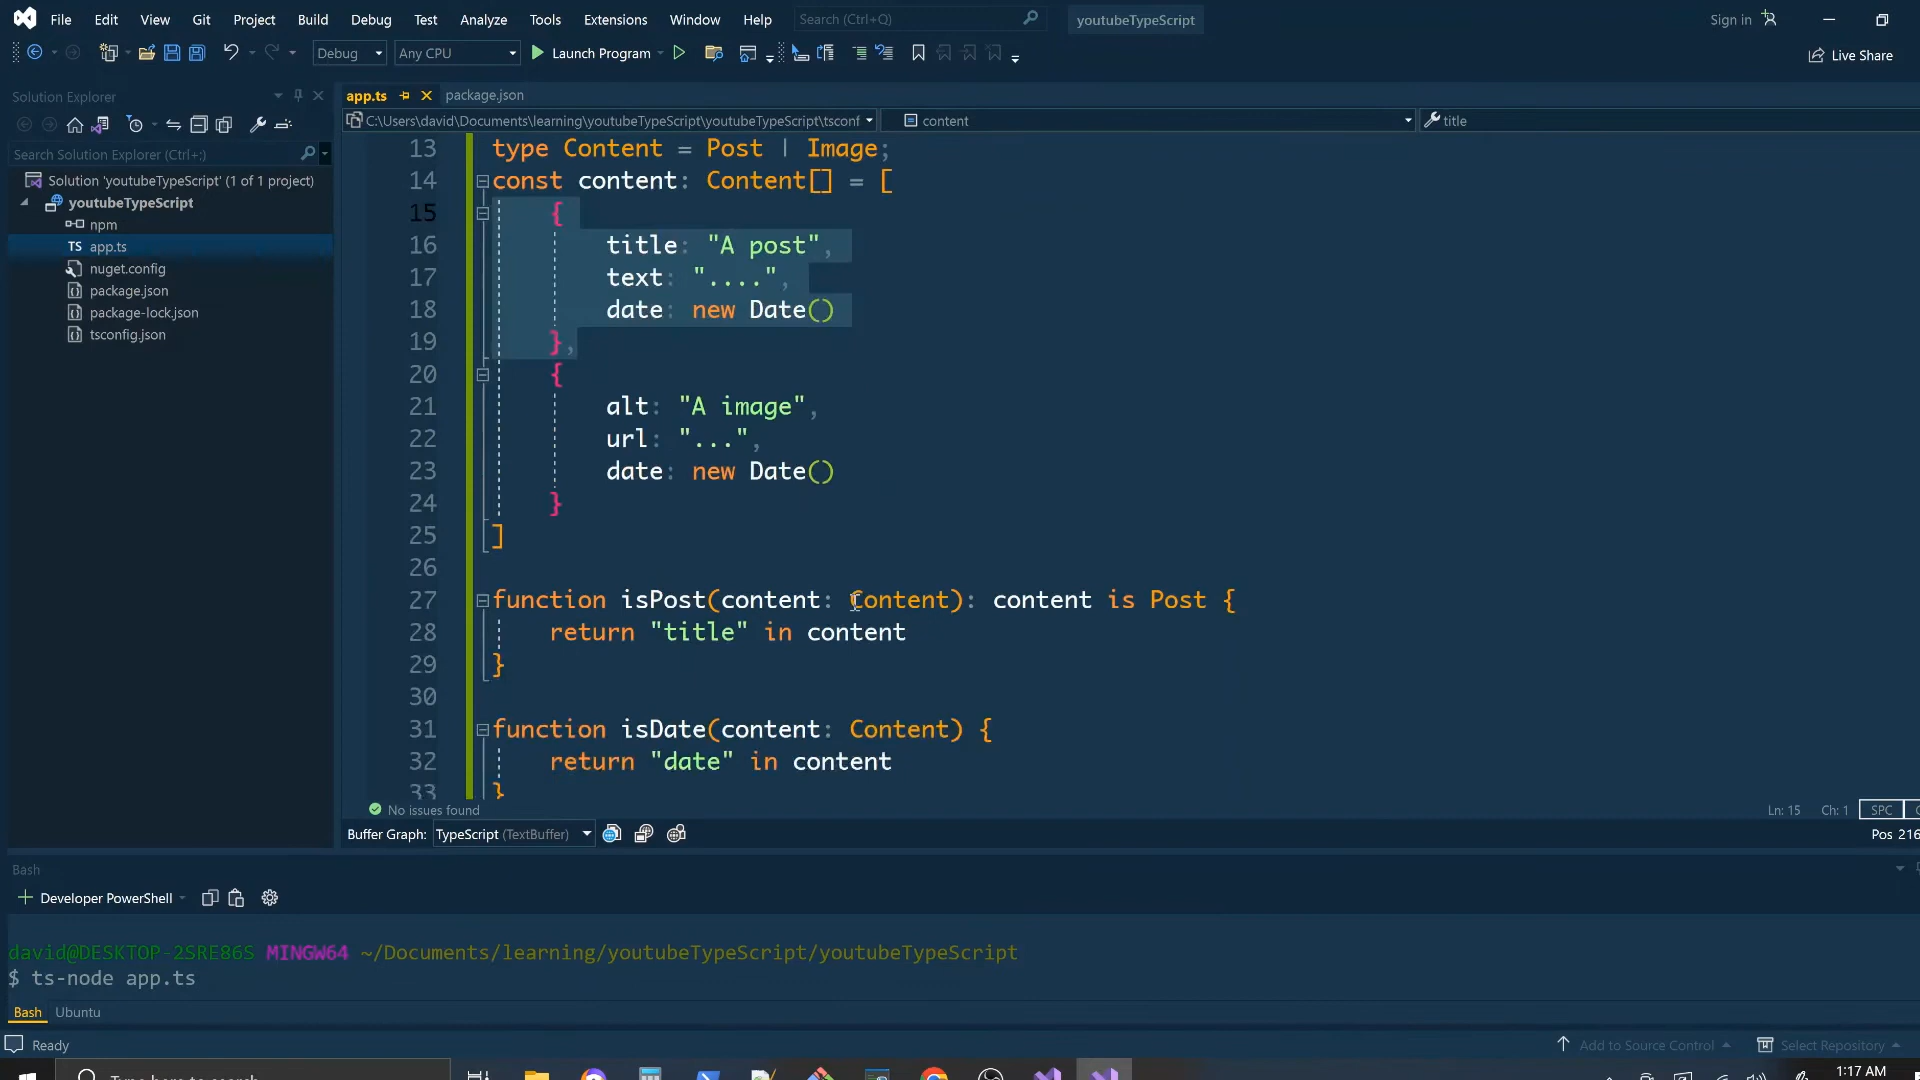 File Edit View Git Project Build Debug Test Analyze Tools Extensions Window Help Search (Ctrl+Q) youtubeTypeScript Sign in
Debug Any CPU Launch Program Live Share
Solution Explorer
app.ts package.json
C:\Users\david\Documents\learning\youtubeTypeScript\youtubeTypeScript\tsconf content title
Search Solution Explorer (Ctrl+;)
Solution 'youtubeTypeScript' (1 of 1 project)
youtubeTypeScript
npm
TS app.ts
nuget.config
package.json
package-lock.json
tsconfig.json
13 type Content = Post | Image;
14 const content: Content[] = [
15 {
16 title: "A post",
17 text: "....",
18 date: new Date()
19 },
20 {
21 alt: "A image",
22 url: "...",
23 date: new Date()
24 }
25 ]
26
27 function isPost(content: Content): content is Post {
28 return "title" in content
29 }
30
31 function isDate(content: Content) {
32 return "date" in content
33 }
No issues found Ln: 15 Ch: 1 SPC
Buffer Graph: TypeScript (TextBuffer) Pos 216
Bash
Developer PowerShell
david@DESKTOP-2SRE86S MINGW64 ~/Documents/learning/youtubeTypeScript/youtubeTypeScript
$ ts-node app.ts
Bash Ubuntu
Ready Add to Source Control Select Repository
Type here to search 1:17 AM